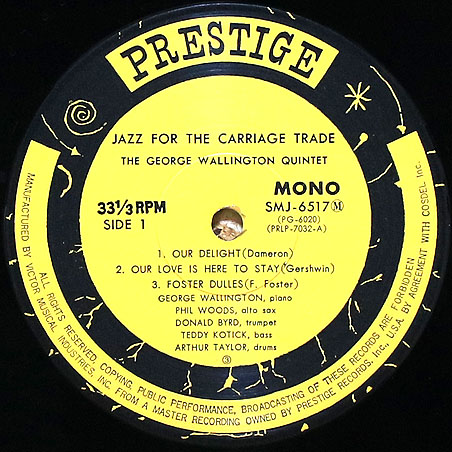 PRESTIGE
JAZZ FOR THE CARRIAGE TRADE
THE GEORGE WALLINGTON QUINTET
33 1/3 RPM
SIDE 1
MONO
SMJ-6517 Ⓜ
(PG-6020)
(PRLP-7032-A)
1. OUR DELIGHT (Dameron)
2. OUR LOVE IS HERE TO STAY (Gershwin)
3. FOSTER DULLES (F. Foster)
GEORGE WALLINGTON, piano
PHIL WOODS, alto sax
DONALD BYRD, trumpet
TEDDY KOTICK, bass
ARTHUR TAYLOR, drums
③
MANUFACTURED BY VICTOR MUSICAL INDUSTRIES, INC. FROM A MASTER RECORDING OWNED BY PRESTIGE RECORDS, Inc., U.S.A. BY AGREEMENT WITH COSDEL Inc.
ALL RIGHTS RESERVED. COPYING, PUBLIC PERFORMANCE, BROADCASTING OF THESE RECORDS ARE FORBIDDEN